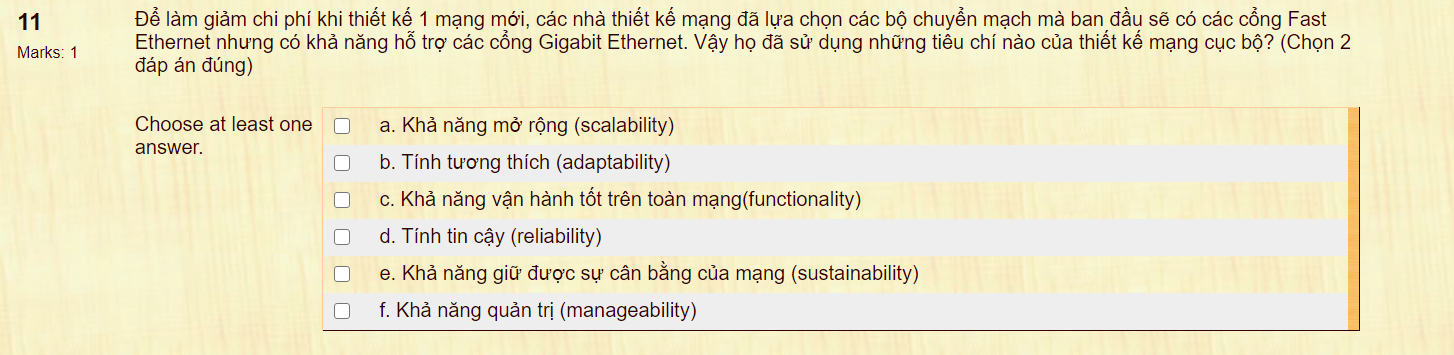 11
Marks: 1
Để làm giảm chi phí khi thiết kế 1 mạng mới, các nhà thiết kế mạng đã lựa chọn các bộ chuyển mạch mà ban đầu sẽ có các cổng Fast
Ethernet nhưng có khả năng hỗ trợ các cổng Gigabit Ethernet. Vậy họ đã sử dụng những tiêu chí nào của thiết kế mạng cục bộ? (Chọn 2
đáp án đúng)
Choose at least one
answer.
a. Khả năng mở rộng (scalability)
b. Tính tương thích (adaptability)
c. Khả năng vận hành tốt trên toàn mạng(functionality)
d. Tính tin cậy (reliability)
e. Khả năng giữ được sự cân bằng của mạng (sustainability)
f. Khả năng quản trị (manageability)